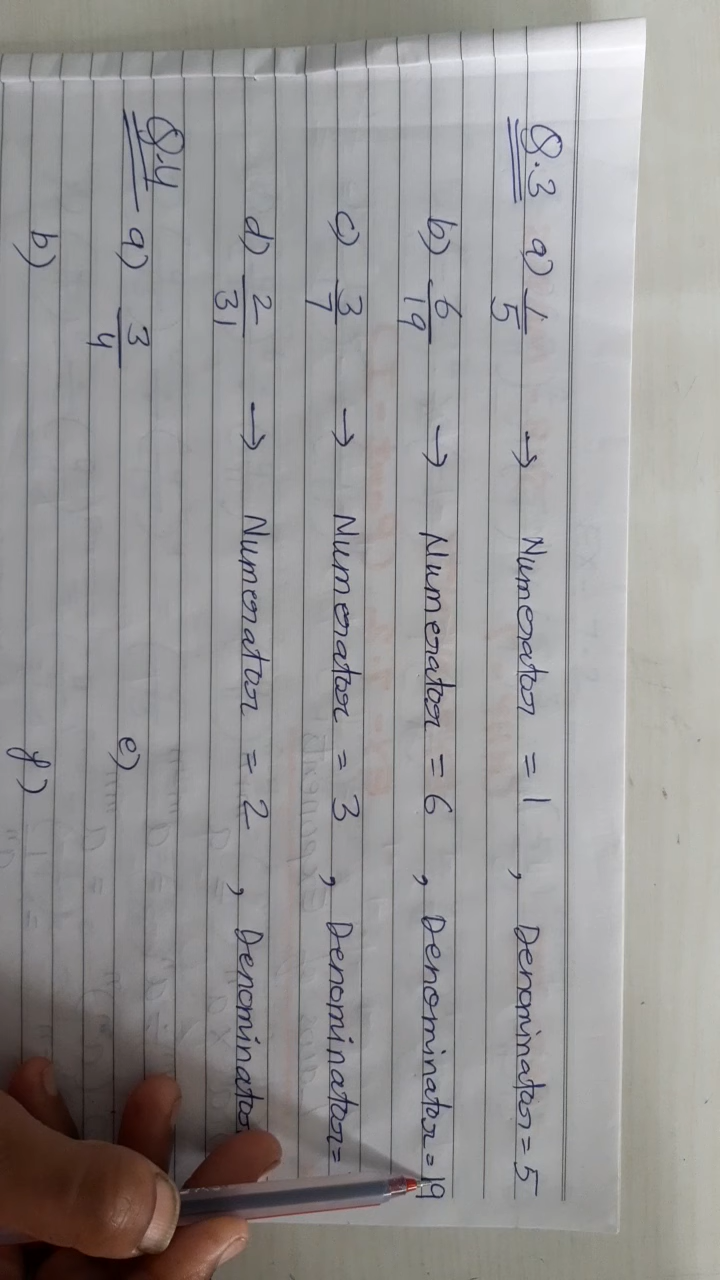 Q.3 a) 1/5 → Numerator = 1 , Denominator = 5
b) 6/19 → Numerator = 6 , Denominator = 19
c) 3/7 → Numerator = 3 , Denominator =
d) 2/31 → Numerator = 2 , Denominator
Q.4 a) 3/4 e)
b) f)